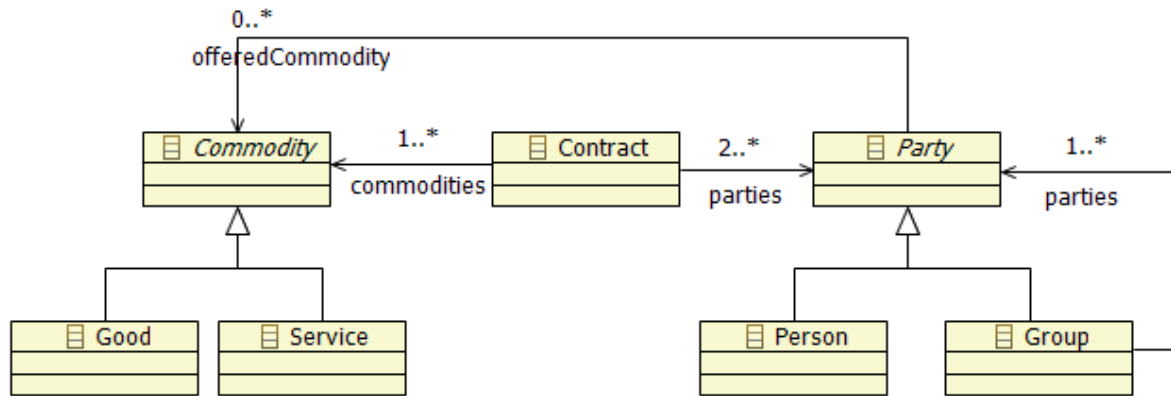 0..*
offeredCommodity
Commodity
1..*
commodities
Contract
2..*
parties
Party
1..*
parties
Good
Service
Person
Group